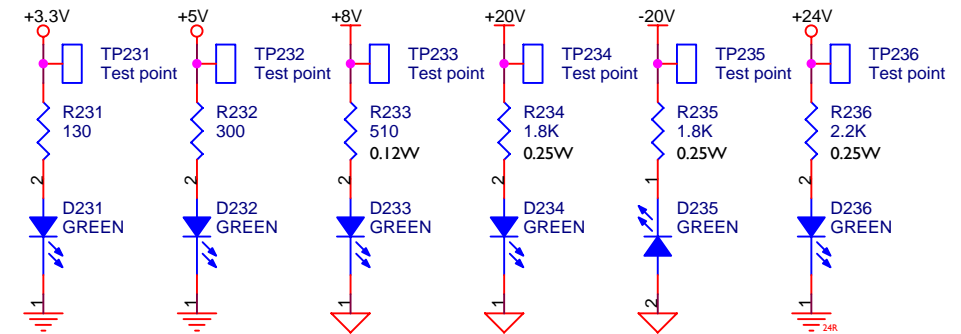 +3.3V
+5V
+8V
+20V
-20V
+24V
TP231
Test point
TP232
Test point
TP233
Test point
TP234
Test point
TP235
Test point
TP236
Test point
R231
130
R232
300
R233
510
0.12W
R234
1.8K
0.25W
R235
1.8K
0.25W
R236
2.2K
0.25W
2
2
2
2
1
2
D231
GREEN
D232
GREEN
D233
GREEN
D234
GREEN
D235
GREEN
D236
GREEN
1
1
1
1
2
1
24R